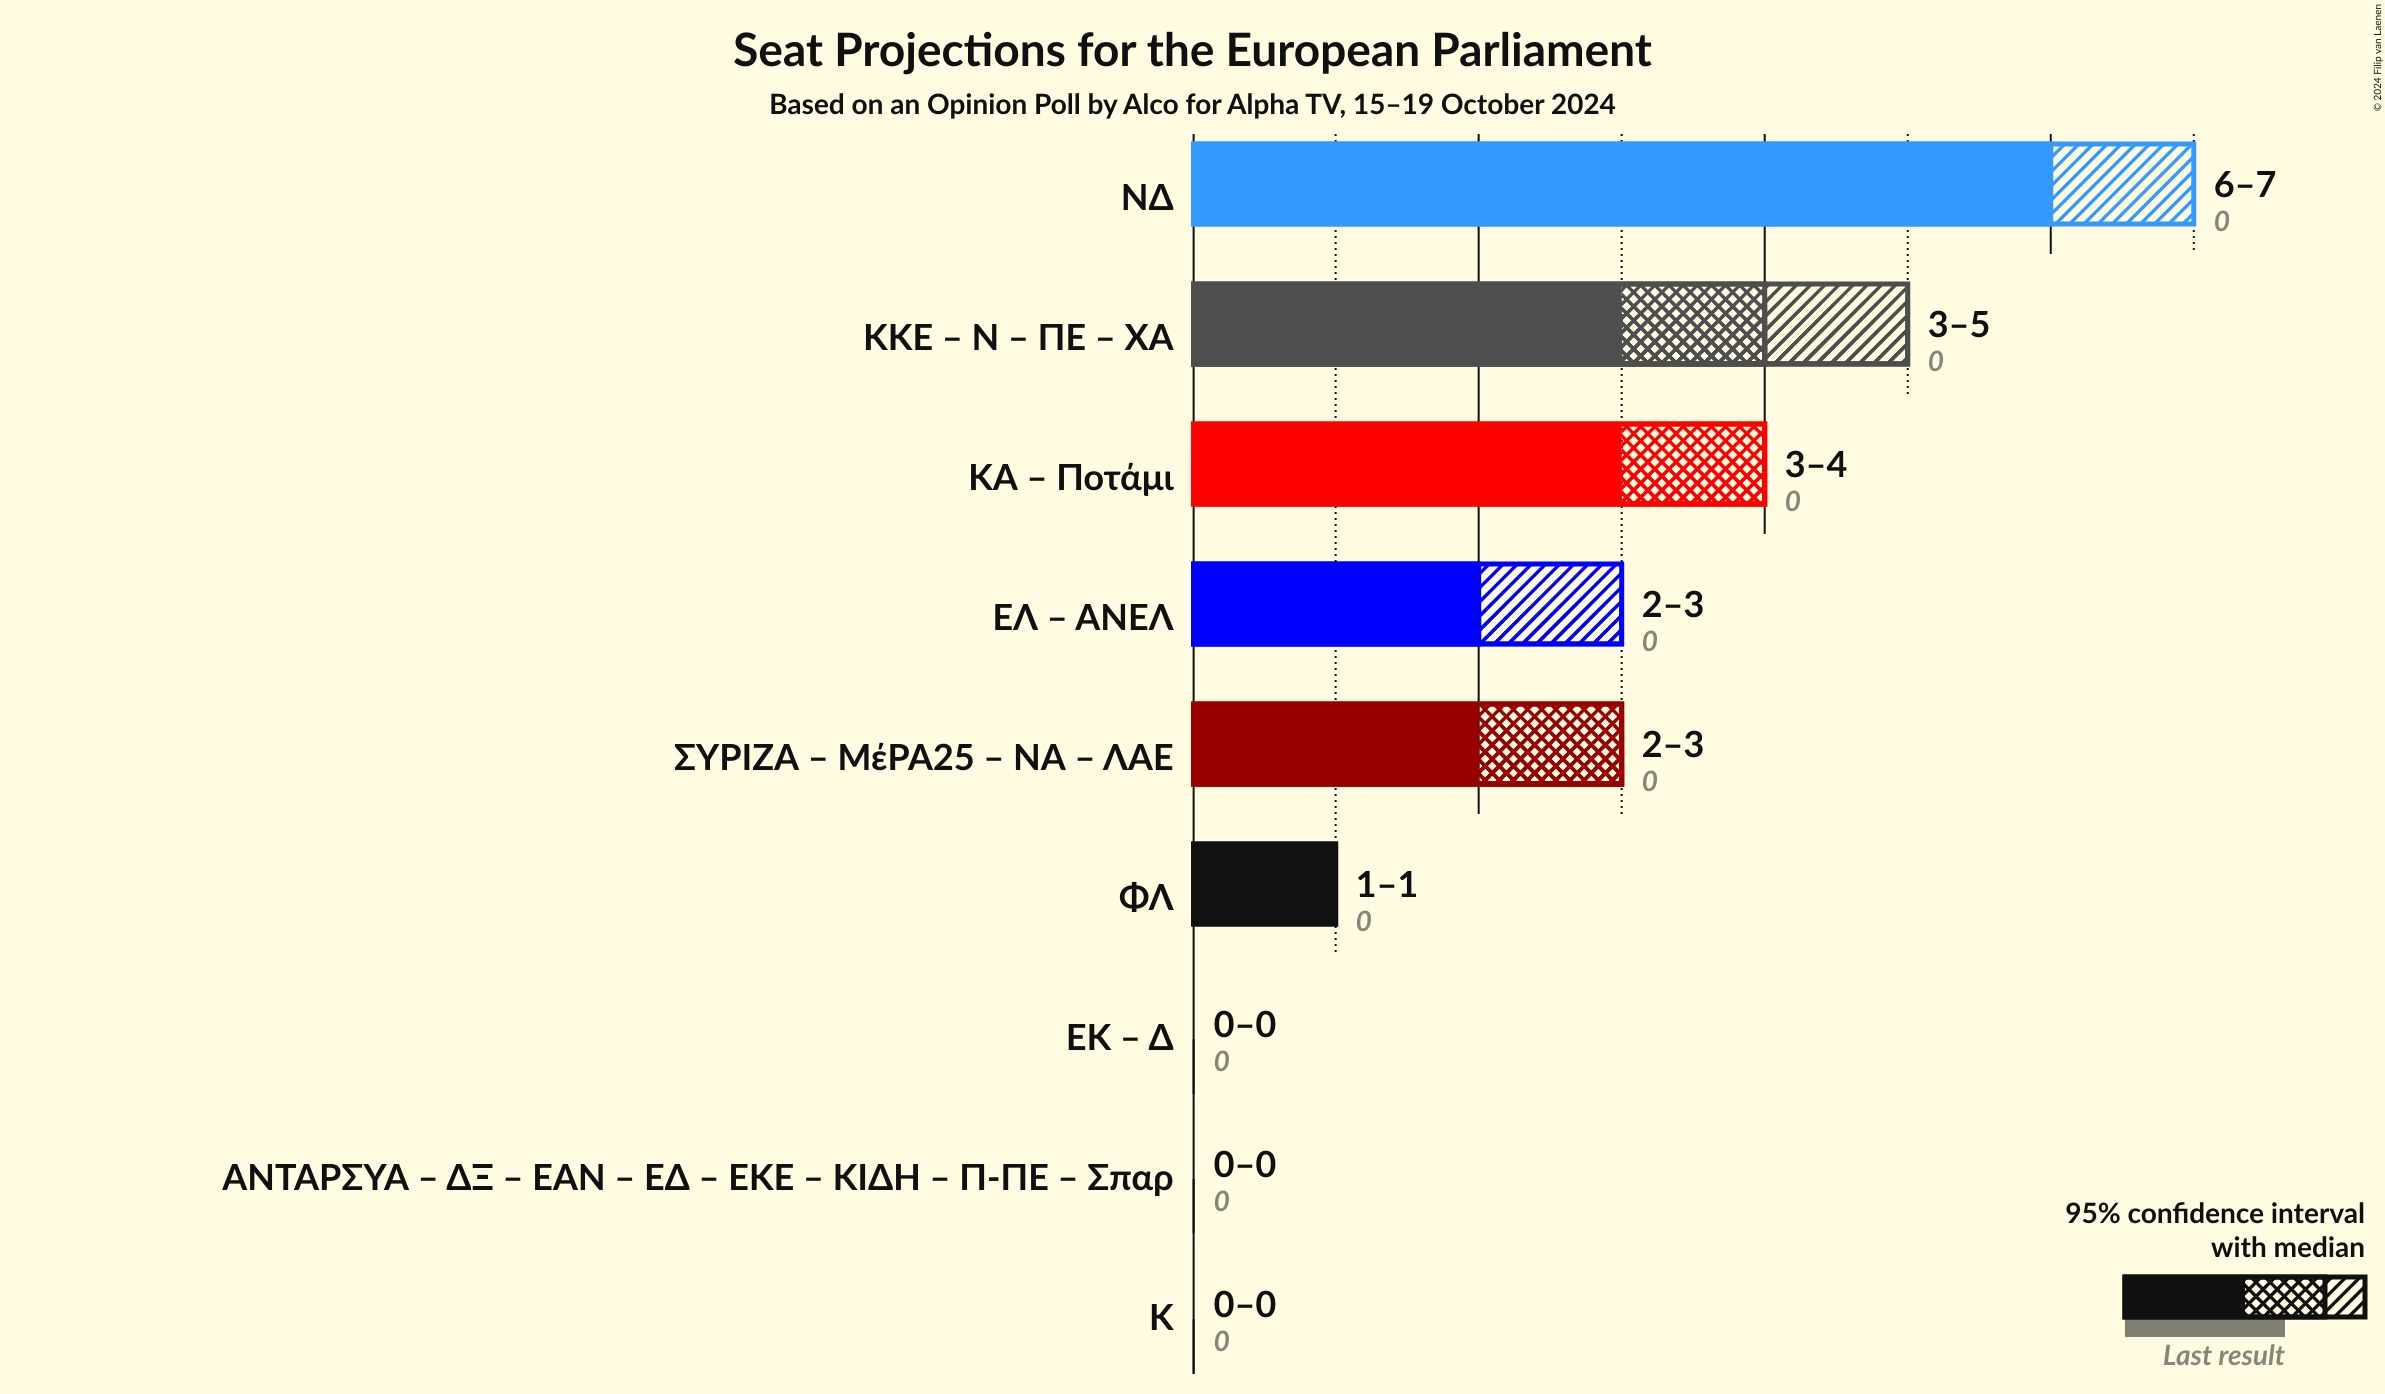 Seat Projections for the European Parliament
Based on an Opinion Poll by Alco for Alpha TV, 15–19 October 2024
© 2024 Filip van Laenen
ΝΔ
6–7
0
ΚΚΕ – Ν – ΠΕ – ΧΑ
3–5
0
ΚΑ – Ποτάμι
3–4
0
ΕΛ – ΑΝΕΛ
2–3
0
ΣΥΡΙΖΑ – ΜέΡΑ25 – ΝΑ – ΛΑΕ
2–3
0
ΦΛ
1–1
0
ΕΚ – Δ
0–0
0
ΑΝΤΑΡΣΥΑ – ΔΞ – ΕΑΝ – ΕΔ – ΕΚΕ – ΚΙΔΗ – Π-ΠΕ – Σπαρ
0–0
0
Κ
0–0
0
95% confidence interval
with median
Last result